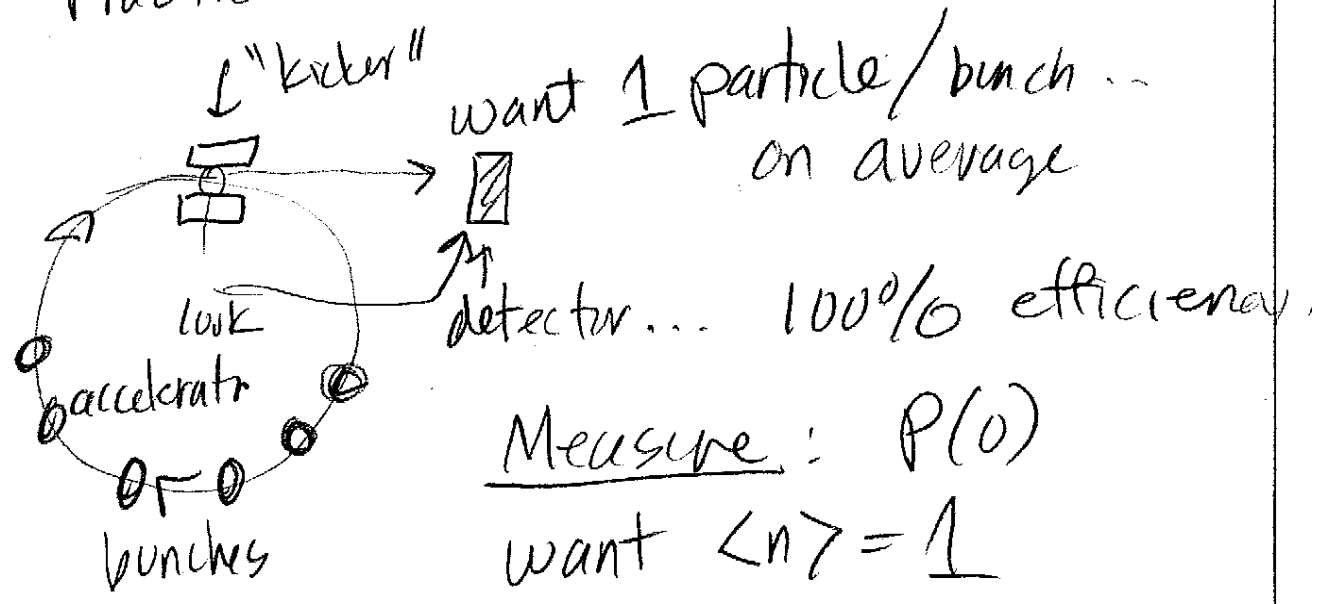 "kicker"
want 1 particle/bunch ..
on average
look
detector... 100% efficiency.
accelerator
Measure: P(0)
bunches
want <n> = 1